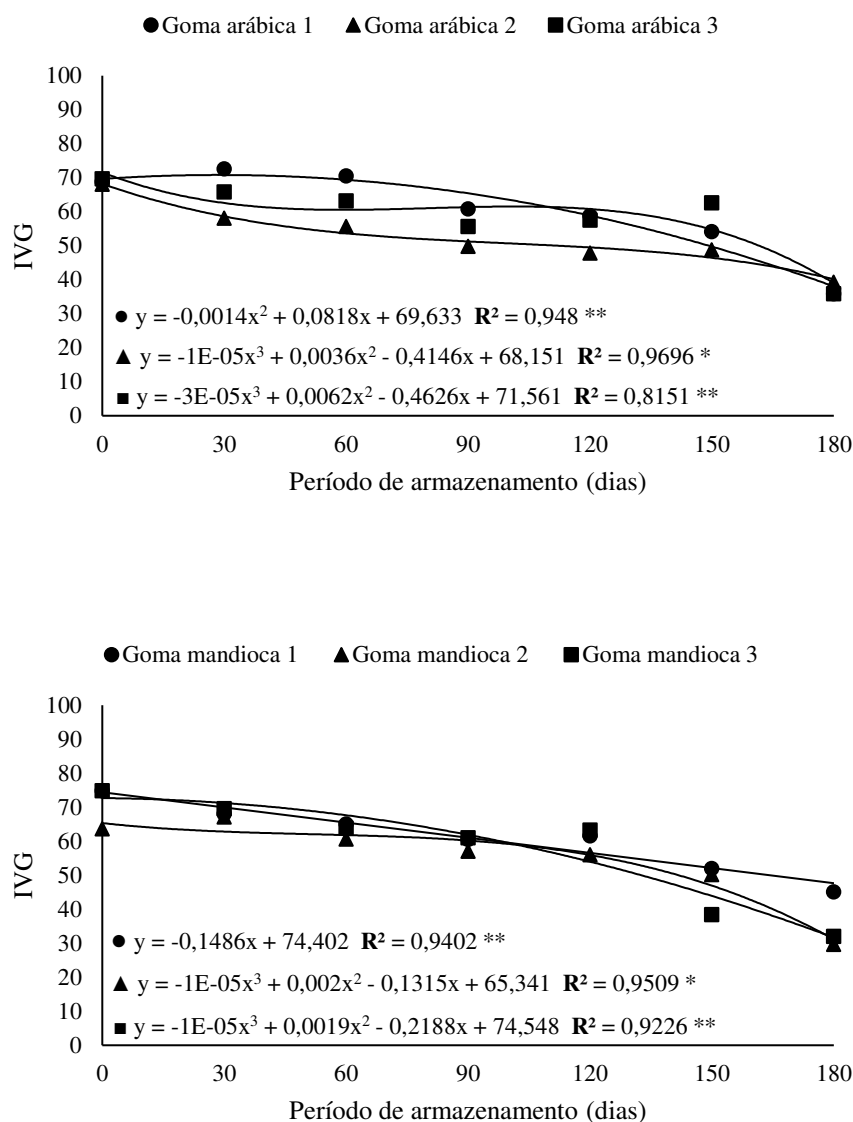 ● Goma arábica 1 ▲ Goma arábica 2 ■ Goma arábica 3
100
90
80
70
60
50
40
30
20
10
0
IVG
● y = -0,0014x² + 0,0818x + 69,633 R² = 0,948 **
▲ y = -1E-05x³ + 0,0036x² - 0,4146x + 68,151 R² = 0,9696 *
■ y = -3E-05x³ + 0,0062x² - 0,4626x + 71,561 R² = 0,8151 **
0 30 60 90 120 150 180
Período de armazenamento (dias)
● Goma mandioca 1 ▲ Goma mandioca 2 ■ Goma mandioca 3
100
90
80
70
60
50
40
30
20
10
0
IVG
● y = -0,1486x + 74,402 R² = 0,9402 **
▲ y = -1E-05x³ + 0,002x² - 0,1315x + 65,341 R² = 0,9509 *
■ y = -1E-05x³ + 0,0019x² - 0,2188x + 74,548 R² = 0,9226 **
0 30 60 90 120 150 180
Período de armazenamento (dias)